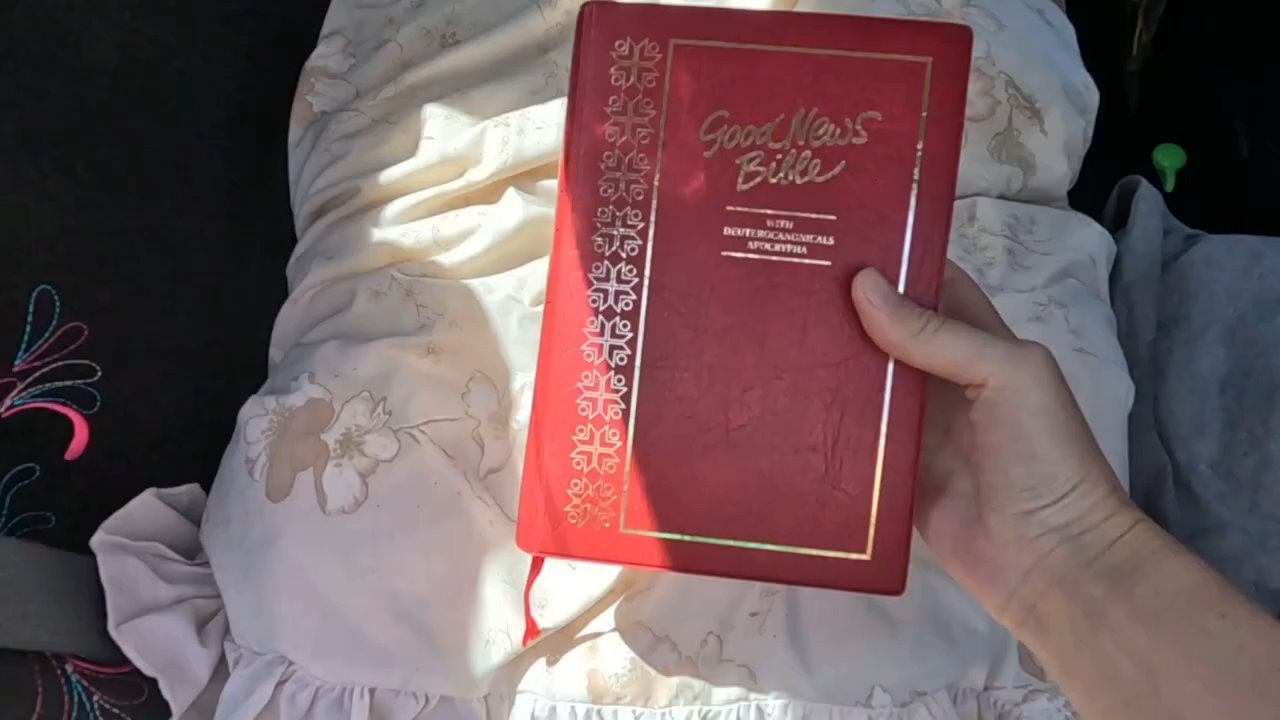 Good News
Bible
WITH
DEUTEROCANONICALS
APOCRYPHA